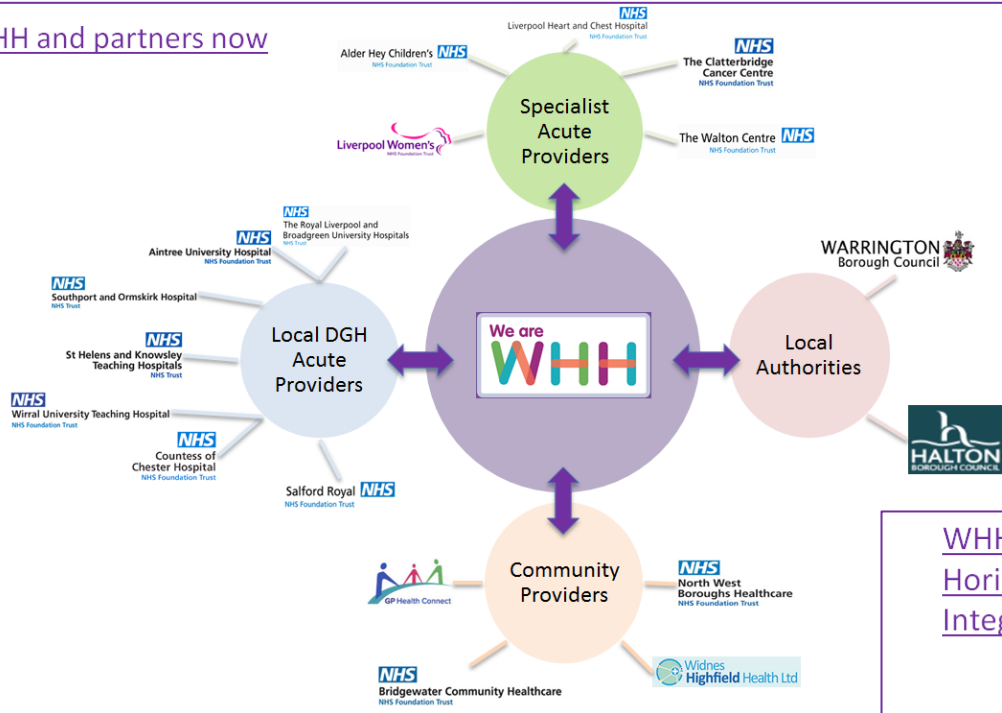 HH and partners now
NHS
Liverpool Heart and Chest Hospital
NHS Foundation Trust
Alder Hey Children's NHS
NHS Foundation Trust
NHS
The Clatterbridge
Cancer Centre
NHS Foundation Trust
Liverpool Women's
NHS Foundation Trust
Specialist
Acute
Providers
The Walton Centre NHS
NHS Foundation Trust
NHS
The Royal Liverpool and
Broadgreen University Hospitals
NHS Trust
NHS
Aintree University Hospital
NHS Foundation Trust
NHS
Southport and Ormskirk Hospital
NHS Trust
NHS
St Helens and Knowsley
Teaching Hospitals
NHS Trust
NHS
Wirral University Teaching Hospital
NHS Foundation Trust
NHS
Countess of
Chester Hospital
NHS Foundation Trust
Salford Royal NHS
NHS Foundation Trust
Local DGH
Acute
Providers
We are
WHH
WARRINGTON
Borough Council
Local
Authorities
HALTON
BOROUGH COUNCIL
GP Health Connect
Community
Providers
NHS
North West
Boroughs Healthcare
NHS Foundation Trust
NHS
Bridgewater Community Healthcare
NHS Foundation Trust
Widnes
Highfield Health Ltd
WHH
Hori
Integ